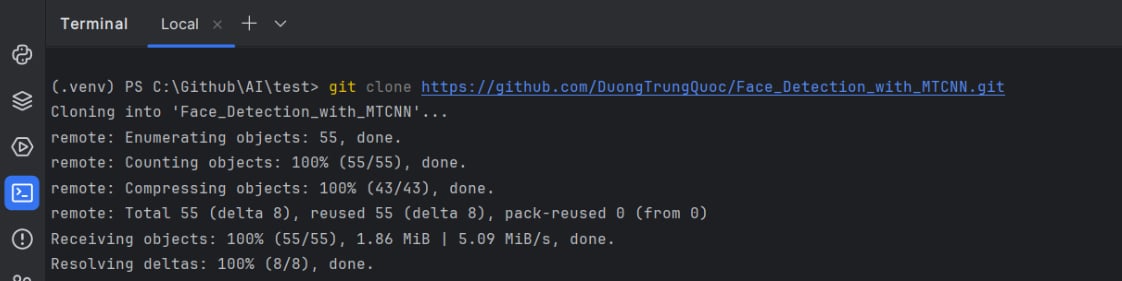 Terminal Local
(.venv) PS C:\Github\AI\test> git clone https://github.com/DuongTrungQuoc/Face_Detection_with_MTCNN.git
Cloning into 'Face_Detection_with_MTCNN'...
remote: Enumerating objects: 55, done.
remote: Counting objects: 100% (55/55), done.
remote: Compressing objects: 100% (43/43), done.
remote: Total 55 (delta 8), reused 55 (delta 8), pack-reused 0 (from 0)
Receiving objects: 100% (55/55), 1.86 MiB | 5.09 MiB/s, done.
Resolving deltas: 100% (8/8), done.